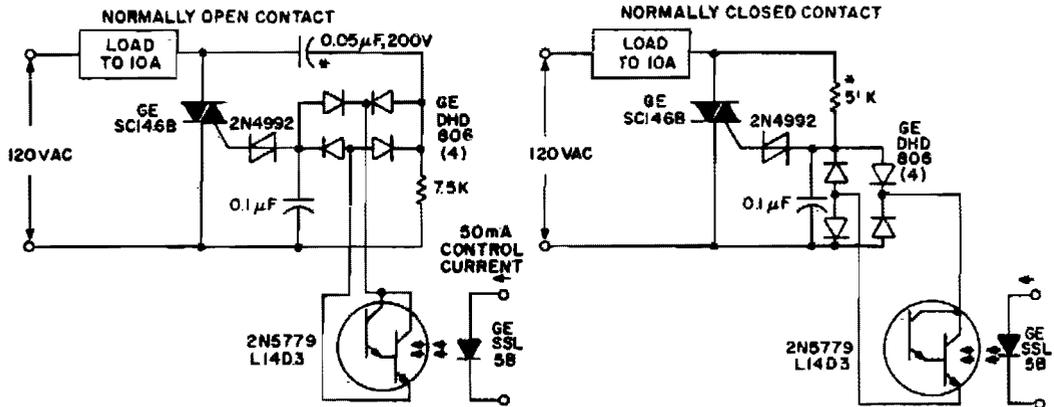 NORMALLY OPEN CONTACT
LOAD
TO 10A
0.05µF, 200V
*
GE
SC146B
2N4992
GE
DHD
806
(4)
120VAC
0.1µF
7.5K
50mA
CONTROL
CURRENT
2N5779
L14D3
GE
SSL
5B
NORMALLY CLOSED CONTACT
LOAD
TO 10A
*
51K
GE
SC146B
2N4992
GE
DHD
806
(4)
120VAC
0.1µF
2N5779
L14D3
GE
SSL
5B